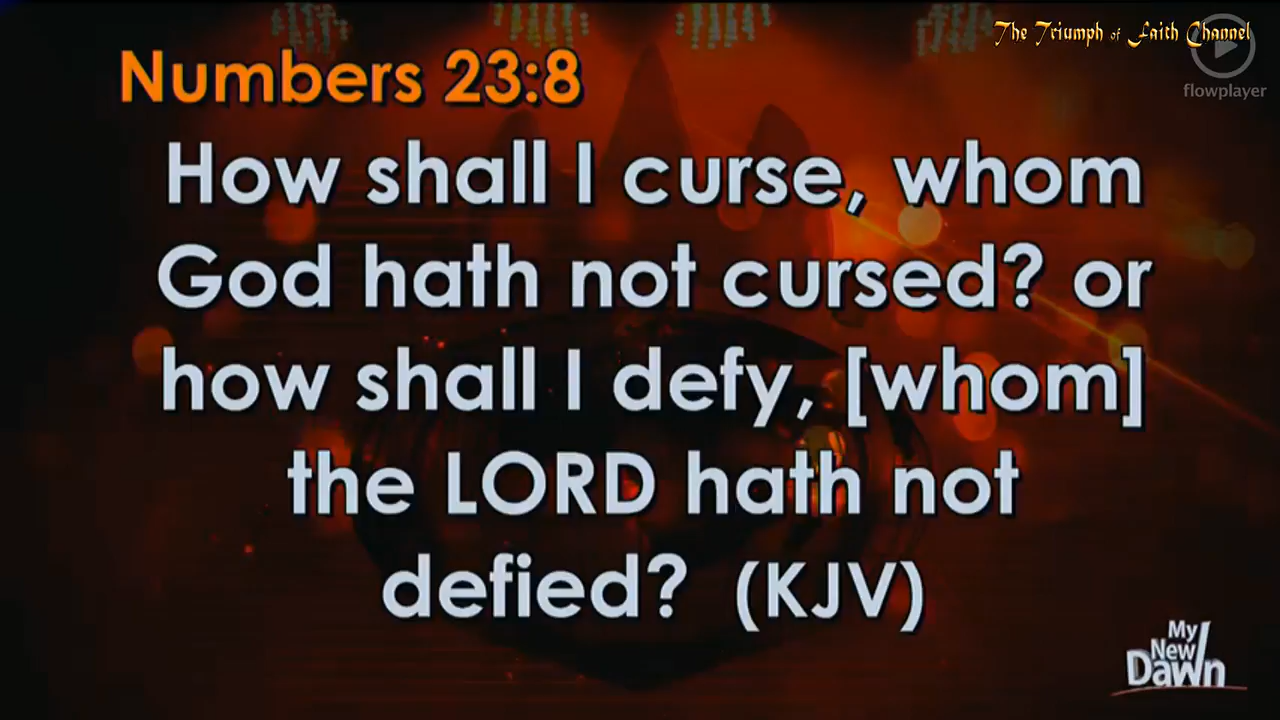 The Triumph of Faith Channel
flowplayer
Numbers 23:8
How shall I curse, whom
God hath not cursed? or
how shall I defy, [whom]
the LORD hath not
defied? (KJV)
My
New
Dawn